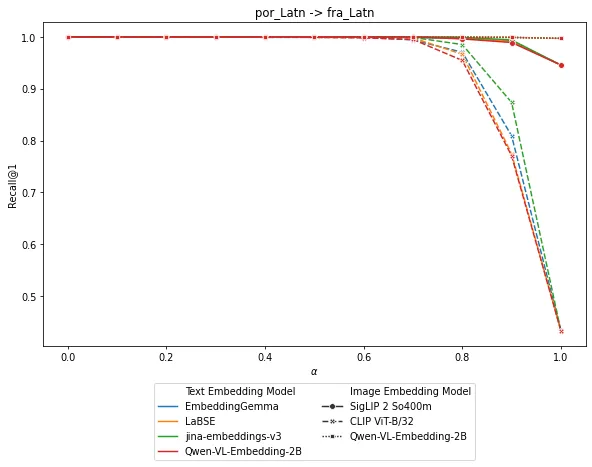 por_Latn -> fra_Latn
Recall@1
1.0
0.9
0.8
0.7
0.6
0.5
0.0 0.2 0.4 0.6 0.8 1.0
α
Text Embedding Model Image Embedding Model
EmbeddingGemma SigLIP 2 So400m
LaBSE CLIP ViT-B/32
jina-embeddings-v3 Qwen-VL-Embedding-2B
Qwen-VL-Embedding-2B